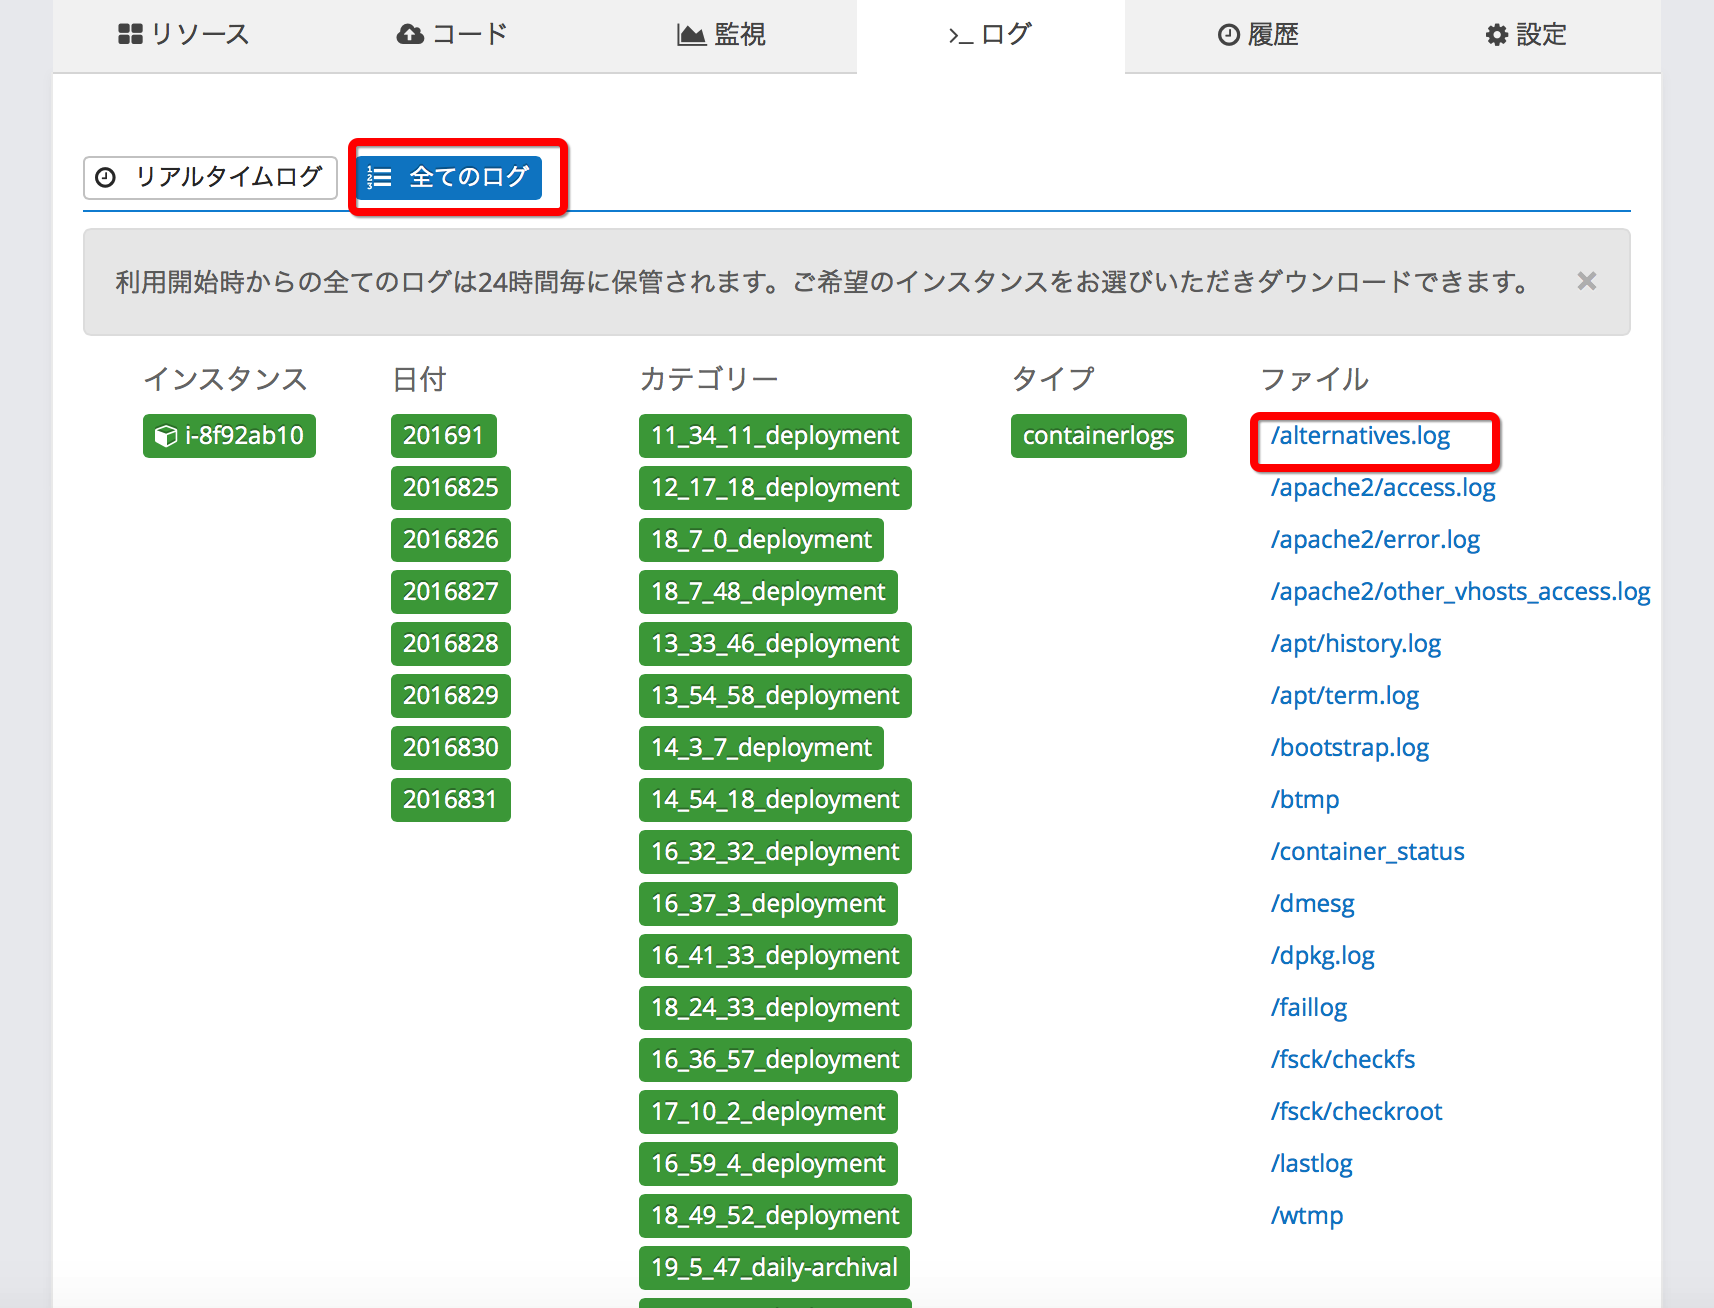 リソース
コード
監視
ログ
履歴
設定
リアルタイムログ
全てのログ
利用開始時からの全てのログは24時間毎に保管されます。ご希望のインスタンスをお選びいただきダウンロードできます。
インスタンス
i-8f92ab10
日付
201691
2016825
2016826
2016827
2016828
2016829
2016830
2016831
カテゴリー
11_34_11_deployment
12_17_18_deployment
18_7_0_deployment
18_7_48_deployment
13_33_46_deployment
13_54_58_deployment
14_3_7_deployment
14_54_18_deployment
16_32_32_deployment
16_37_3_deployment
16_41_33_deployment
18_24_33_deployment
16_36_57_deployment
17_10_2_deployment
16_59_4_deployment
18_49_52_deployment
19_5_47_daily-archival
タイプ
containerlogs
ファイル
/alternatives.log
/apache2/access.log
/apache2/error.log
/apache2/other_vhosts_access.log
/apt/history.log
/apt/term.log
/bootstrap.log
/btmp
/container_status
/dmesg
/dpkg.log
/faillog
/fsck/checkfs
/fsck/checkroot
/lastlog
/wtmp